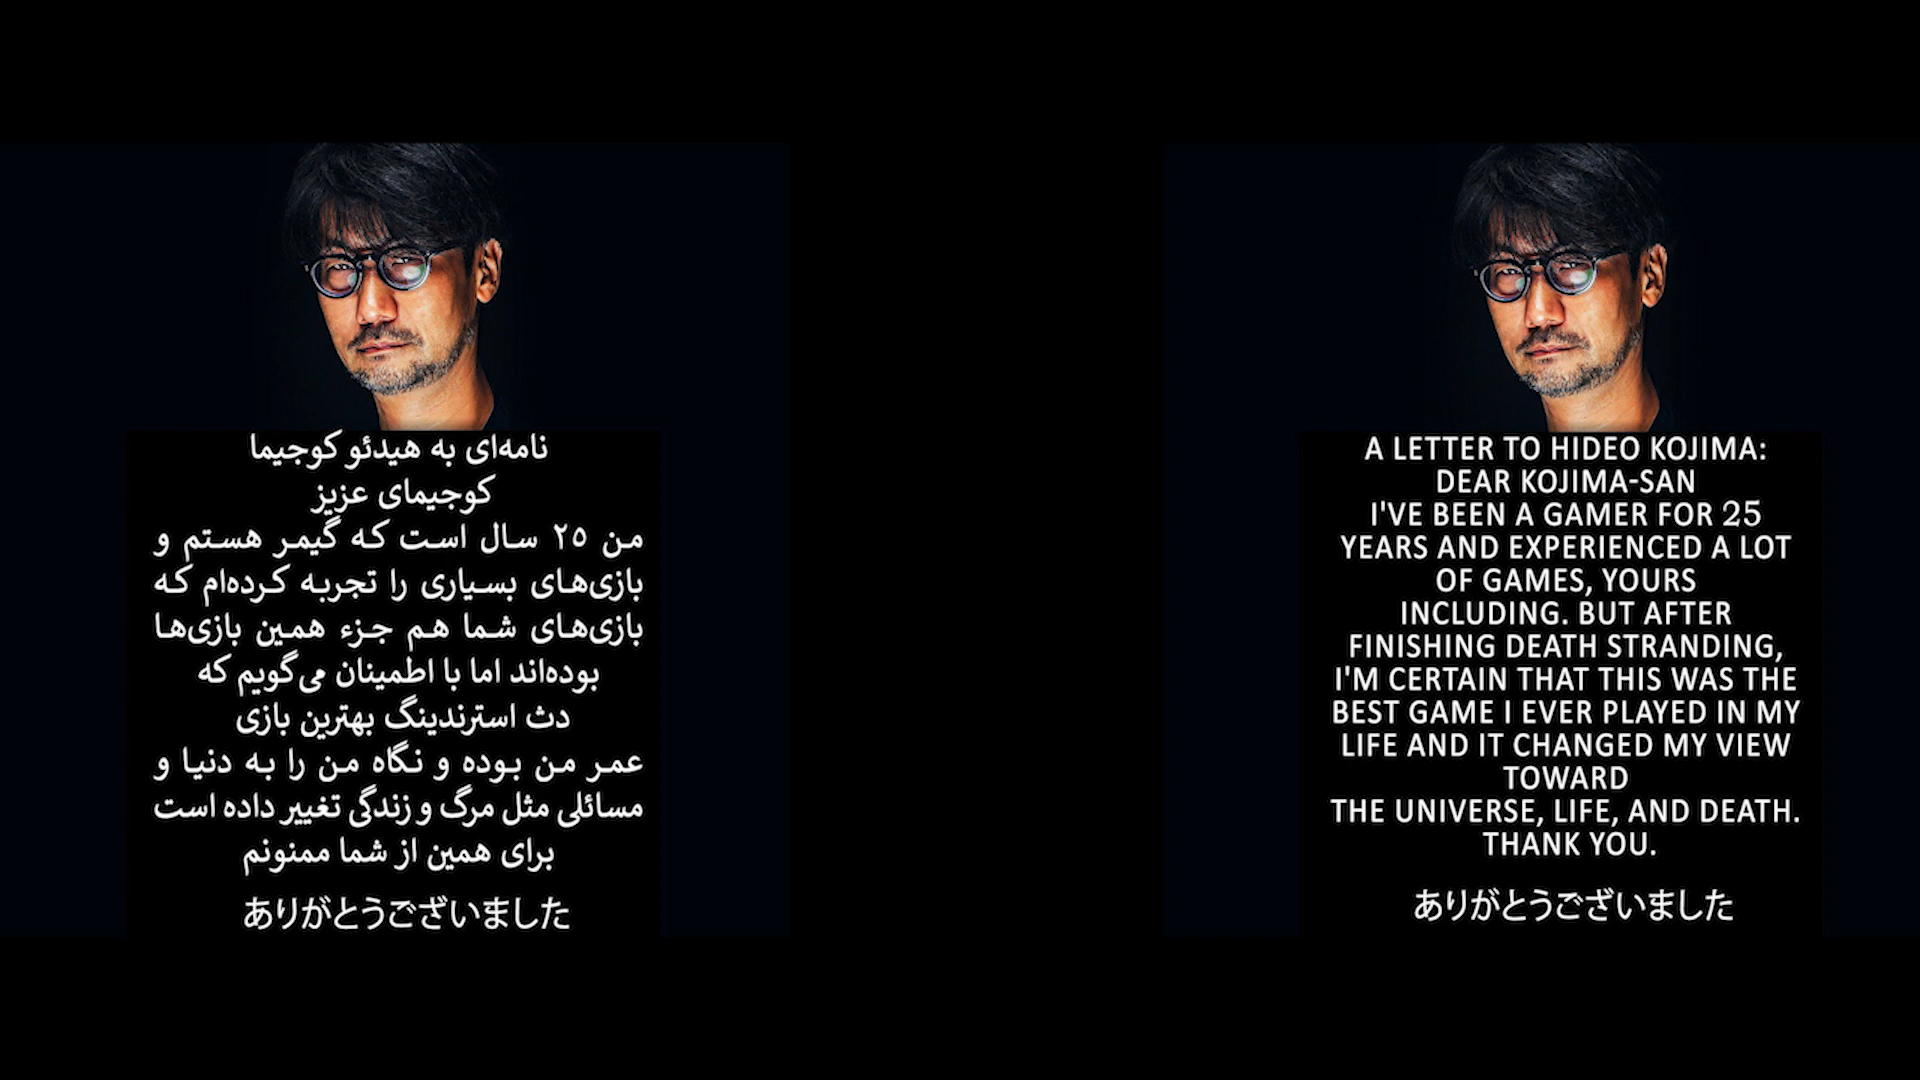 نامه‌ای به هیدئو کوجیما
کوجیمای عزیز
من ۲۵ سال است که گیمر هستم و
بازی‌های بسیاری را تجربه کرده‌ام که
بازی‌های شما هم جزء همین بازی‌ها
بوده‌اند اما با اطمینان می‌گویم که
دث استرندینگ بهترین بازی
عمر من بوده و نگاه من را به دنیا و
مسائلی مثل مرگ و زندگی تغییر داده است
برای همین از شما ممنونم
ありがとうございました
A LETTER TO HIDEO KOJIMA:
DEAR KOJIMA-SAN
I'VE BEEN A GAMER FOR 25
YEARS AND EXPERIENCED A LOT
OF GAMES, YOURS
INCLUDING. BUT AFTER
FINISHING DEATH STRANDING,
I'M CERTAIN THAT THIS WAS THE
BEST GAME I EVER PLAYED IN MY
LIFE AND IT CHANGED MY VIEW
TOWARD
THE UNIVERSE, LIFE, AND DEATH.
THANK YOU.
ありがとうございました